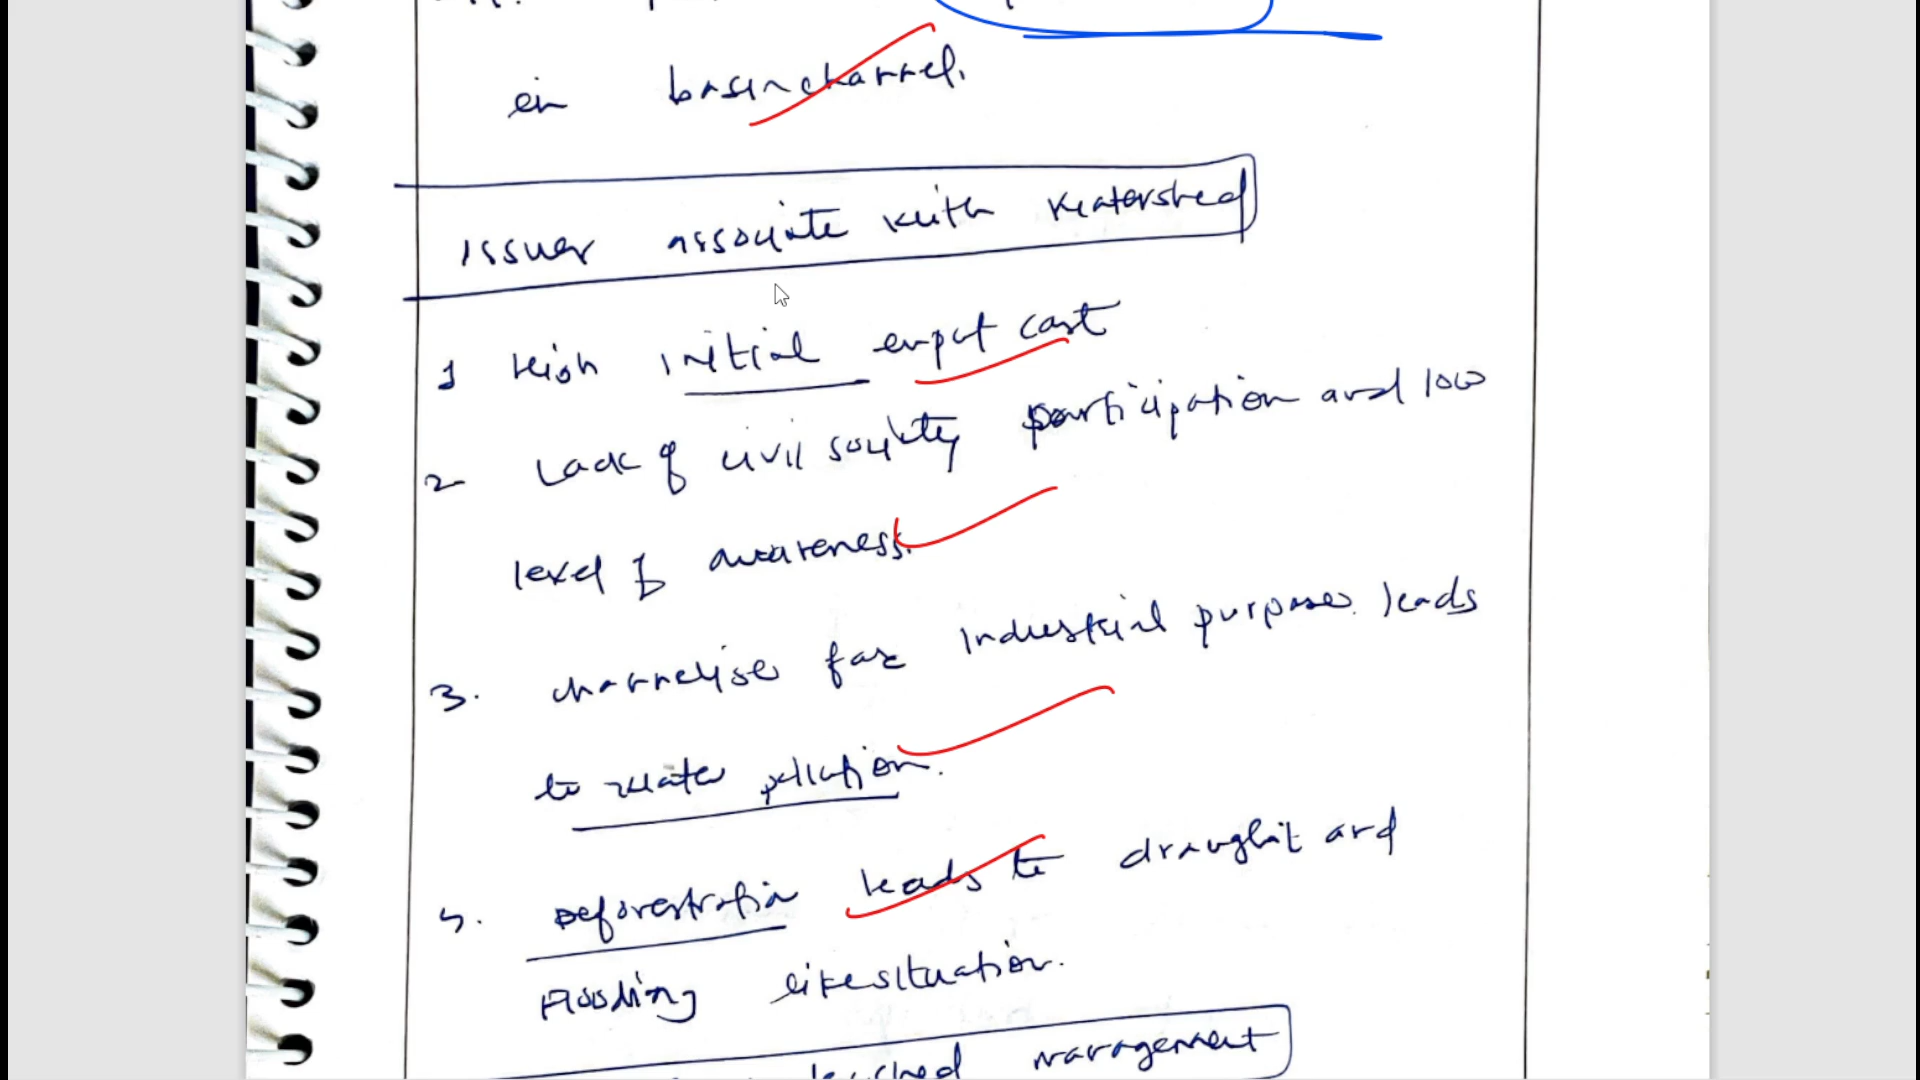 in basin channel.
Issues associate with watershed
1 High initial input cost
2 Lack of civil society participation and low
level of awareness.
3. channelise for Industrial purpose. leads
to water pollution.
4. Deforestration leads to draught and
Flooding like situation.
management